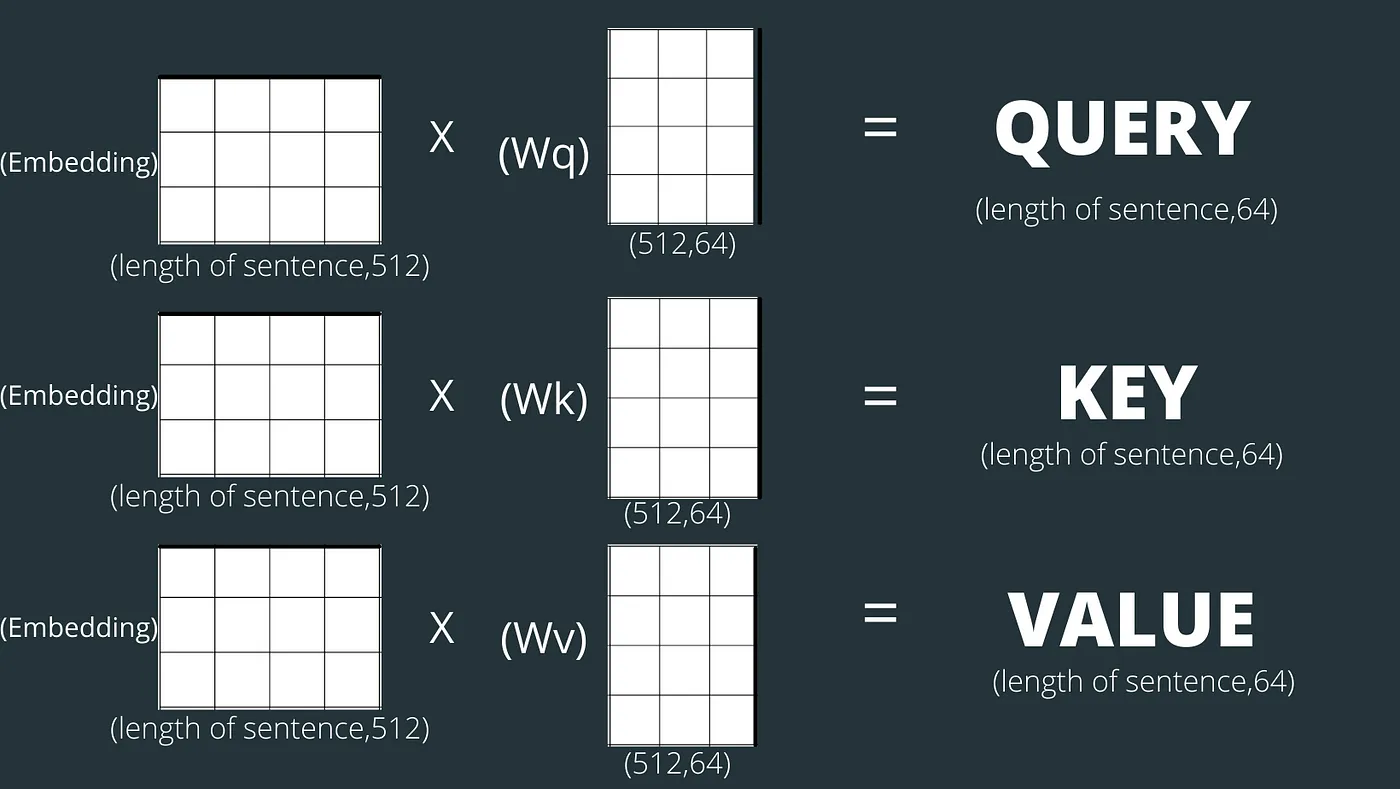 (Embedding) X (Wq) = QUERY
(length of sentence,512) (512,64) (length of sentence,64)
(Embedding) X (Wk) = KEY
(length of sentence,512) (512,64) (length of sentence,64)
(Embedding) X (Wv) = VALUE
(length of sentence,512) (512,64) (length of sentence,64)